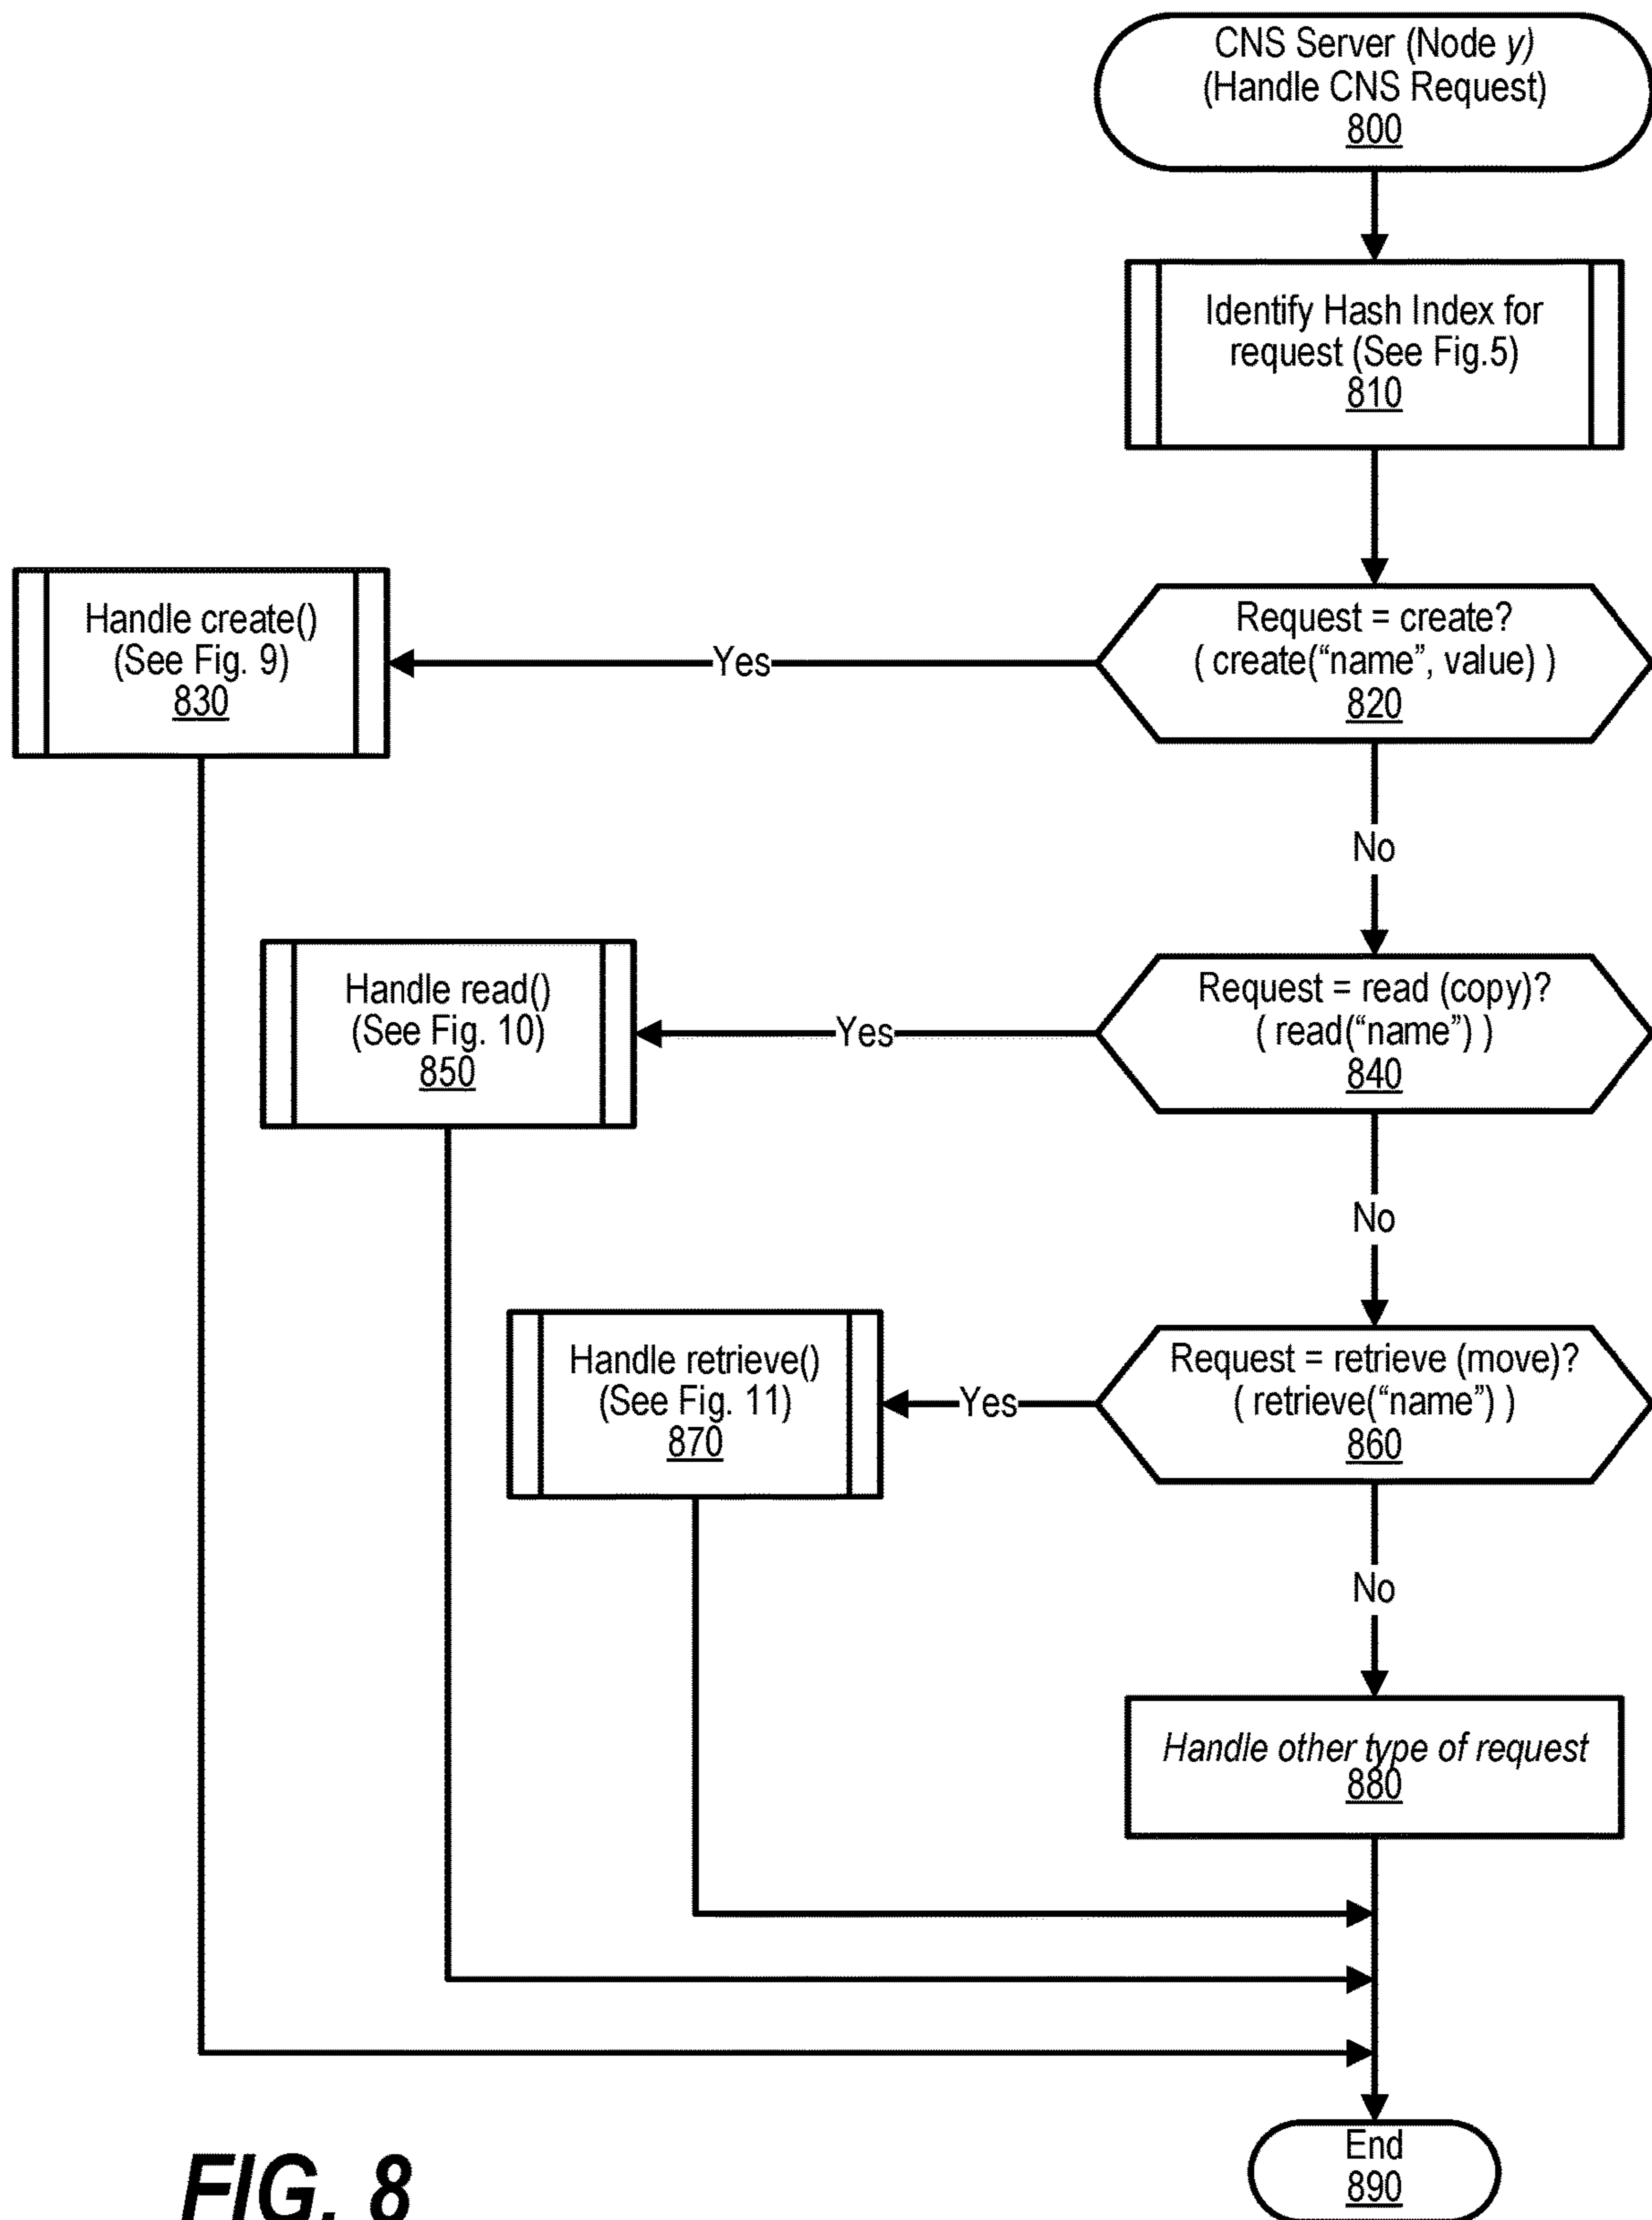 CNS Server (Node y)
(Handle CNS Request)
800
Identify Hash Index for
request (See Fig.5)
810
Handle create()
(See Fig. 9)
830
Yes
Request = create?
( create(“name”, value) )
820
No
Handle read()
(See Fig. 10)
850
Yes
Request = read (copy)?
( read(“name”) )
840
No
Handle retrieve()
(See Fig. 11)
870
Yes
Request = retrieve (move)?
( retrieve(“name”) )
860
No
Handle other type of request
880
End
890
FIG. 8